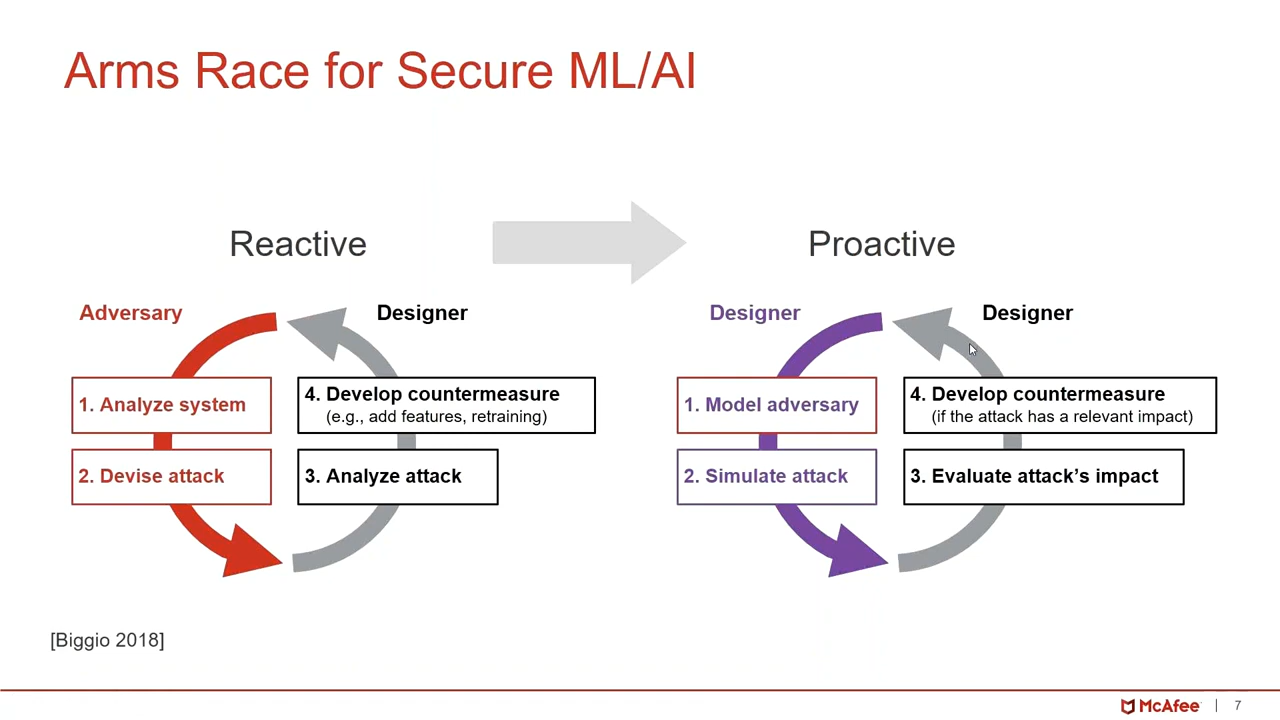 Arms Race for Secure ML/AI
Reactive
Proactive
Adversary
Designer
1. Analyze system
2. Devise attack
4. Develop countermeasure
(e.g., add features, retraining)
3. Analyze attack
Designer
Designer
1. Model adversary
2. Simulate attack
4. Develop countermeasure
(if the attack has a relevant impact)
3. Evaluate attack's impact
[Biggio 2018]
McAfee | 7